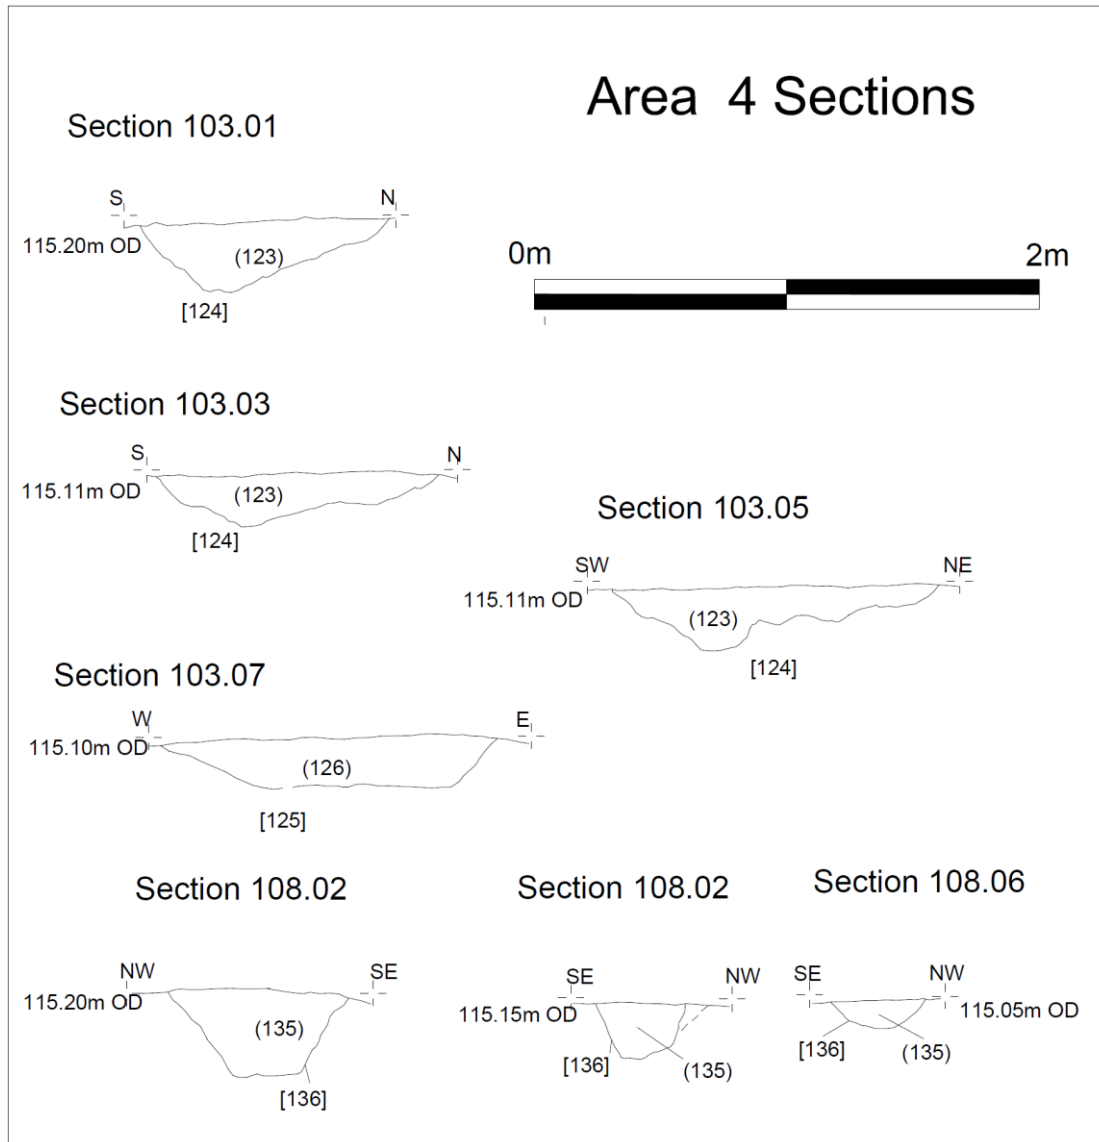 Area 4 Sections
Section 103.01
S N
115.20m OD
(123)
[124]
0m 2m
Section 103.03
S N
115.11m OD
(123)
[124]
Section 103.05
SW NE
115.11m OD
(123)
[124]
Section 103.07
W E
115.10m OD
(126)
[125]
Section 108.02
NW SE
115.20m OD
(135)
[136]
Section 108.02
SE NW
115.15m OD
[136]
(135)
Section 108.06
SE NW
115.05m OD
[136]
(135)